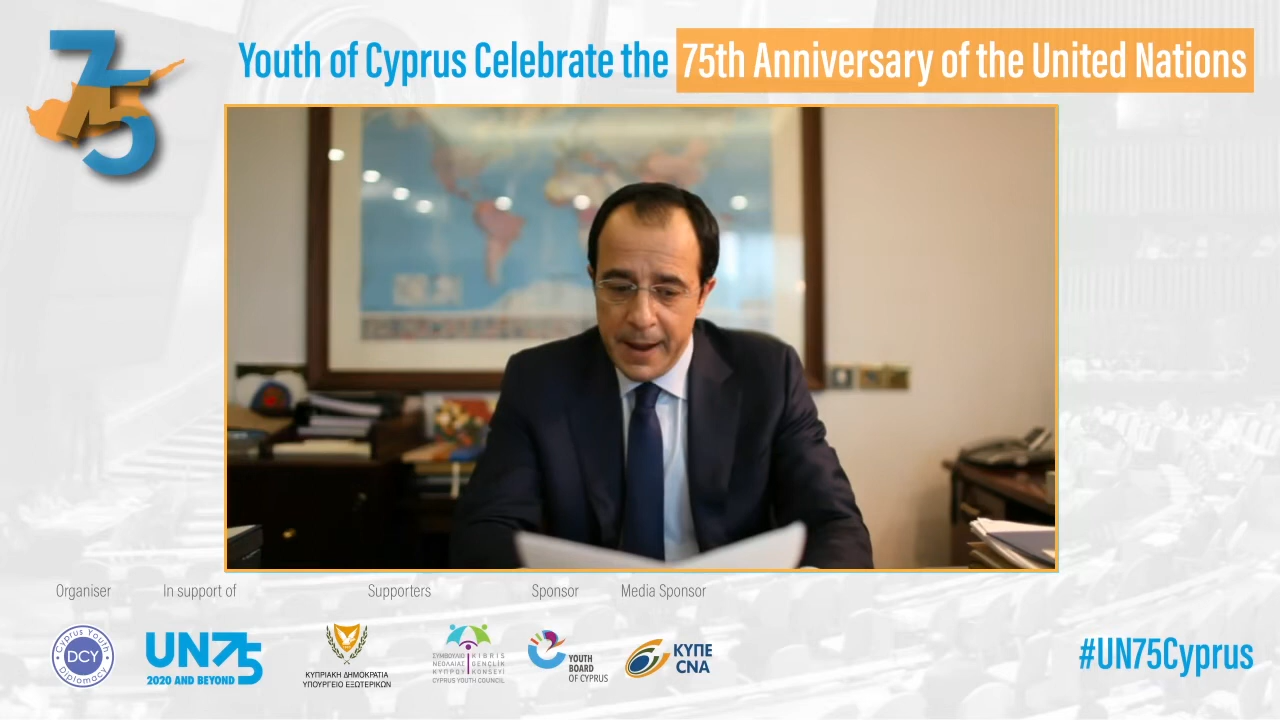 75
Youth of Cyprus Celebrate the 75th Anniversary of the United Nations
Organiser
In support of
Supporters
Sponsor
Media Sponsor
Cyprus Youth
DCY
Diplomacy
UN75
2020 AND BEYOND
ΚΥΠΡΙΑΚΗ ΔΗΜΟΚΡΑΤΙΑ
ΥΠΟΥΡΓΕΙΟ ΕΞΩΤΕΡΙΚΩΝ
ΣΥΜΒΟΥΛΙΟ KIBRIS
ΝΕΟΛΑΙΑΣ GENÇLİK
ΚΥΠΡΟΥ KONSEYİ
CYPRUS YOUTH COUNCIL
YOUTH
BOARD
OF CYPRUS
ΚΥΠΕ
CNA
#UN75Cyprus